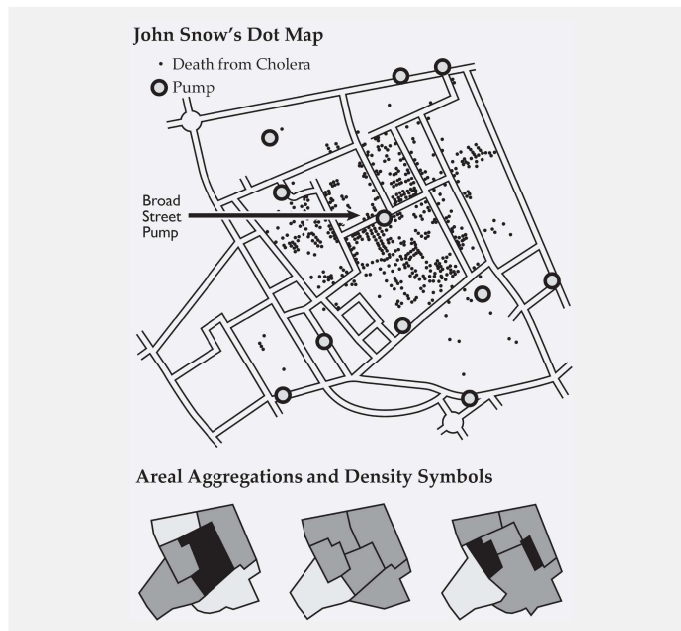 John Snow's Dot Map
• Death from Cholera
Pump
Broad
Street
Pump
Areal Aggregations and Density Symbols